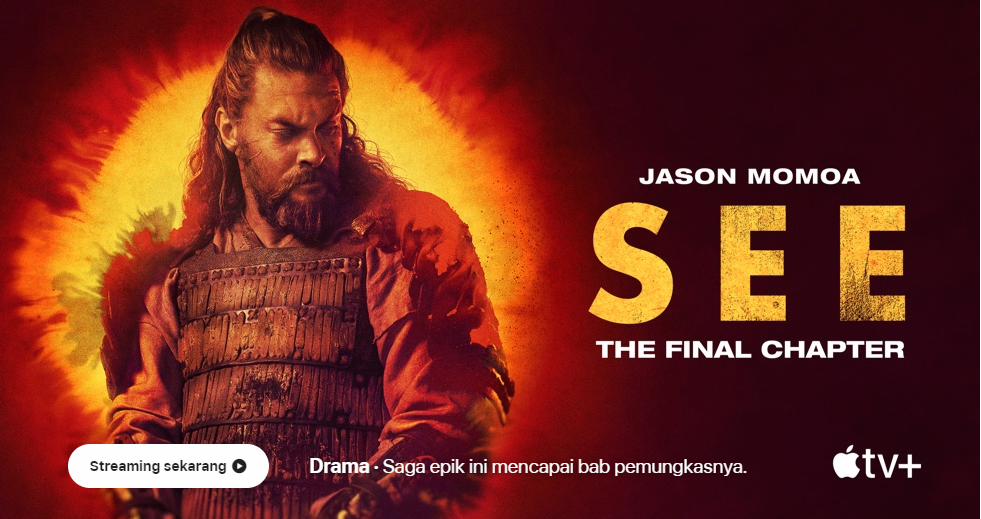 JASON MOMOA
SEE
THE FINAL CHAPTER
Streaming sekarang
Drama · Saga epik ini mencapai bab pemungkasnya.
tv+